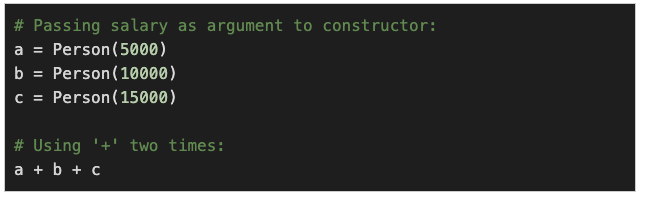 # Passing salary as argument to constructor:
a = Person(5000)
b = Person(10000)
c = Person(15000)
# Using '+' two times:
a + b + c